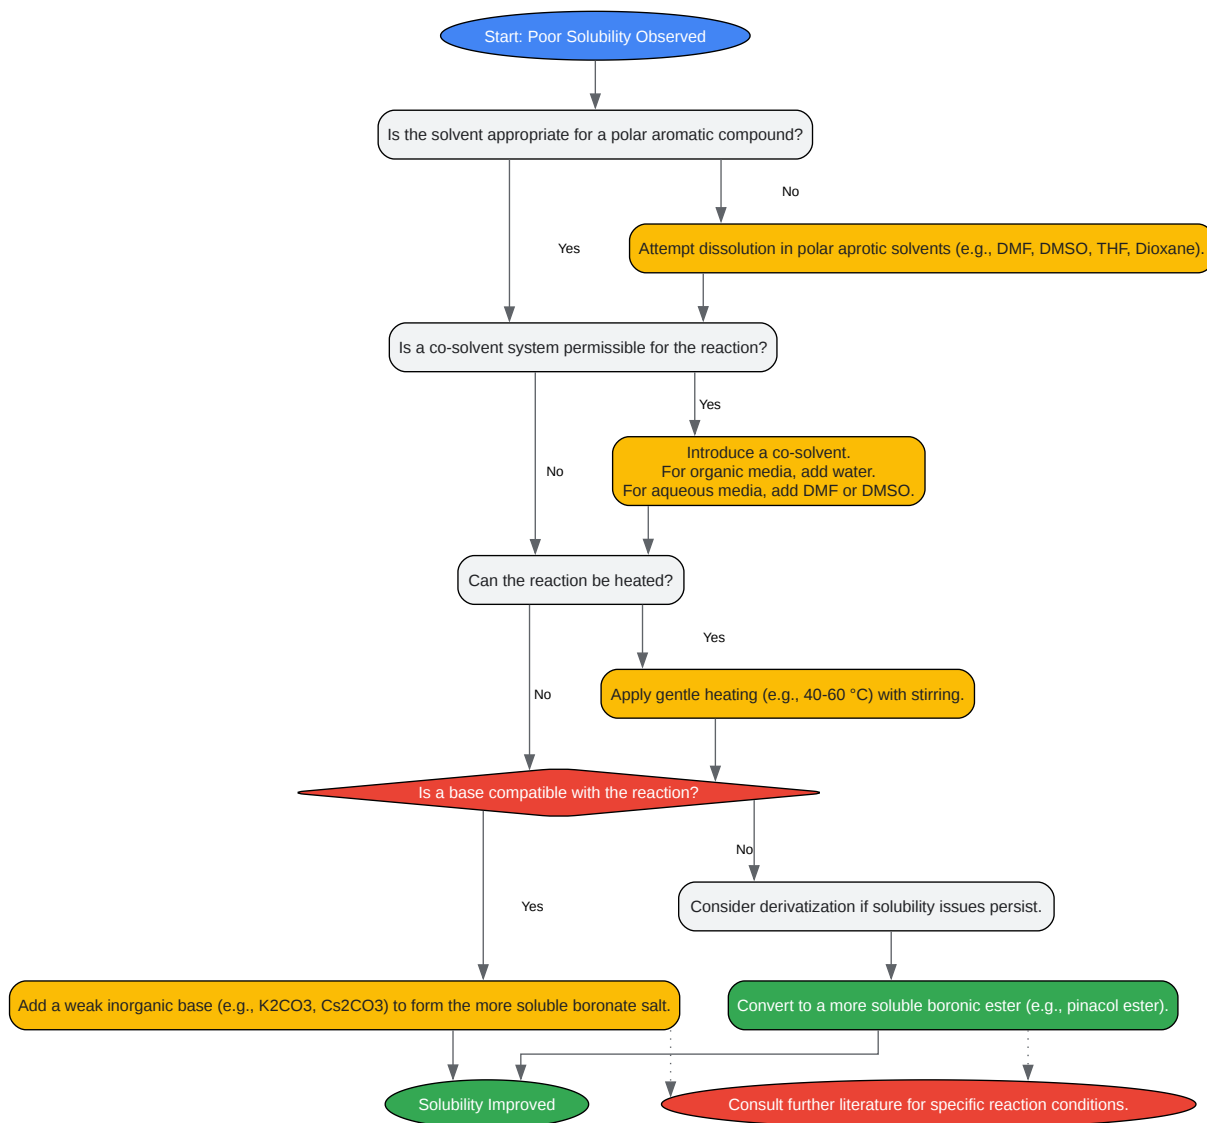 Start: Poor Solubility Observed
Is the solvent appropriate for a polar aromatic compound?
No
Yes
Attempt dissolution in polar aprotic solvents (e.g., DMF, DMSO, THF, Dioxane).
Is a co-solvent system permissible for the reaction?
Yes
No
Introduce a co-solvent.
For organic media, add water.
For aqueous media, add DMF or DMSO.
Can the reaction be heated?
Yes
No
Apply gentle heating (e.g., 40-60 °C) with stirring.
Is a base compatible with the reaction?
No
Yes
Consider derivatization if solubility issues persist.
Add a weak inorganic base (e.g., K2CO3, Cs2CO3) to form the more soluble boronate salt.
Convert to a more soluble boronic ester (e.g., pinacol ester).
Solubility Improved
Consult further literature for specific reaction conditions.